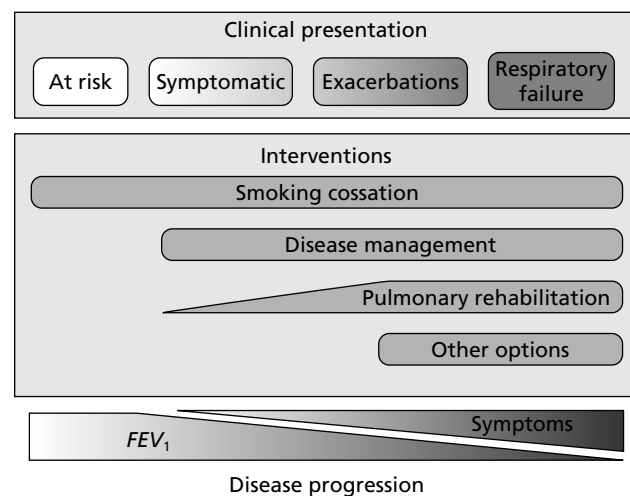 Clinical presentation
At risk
Symptomatic
Exacerbations
Respiratory
failure
Interventions
Smoking cossation
Disease management
Pulmonary rehabilitation
Other options
Symptoms
FEV₁
Disease progression